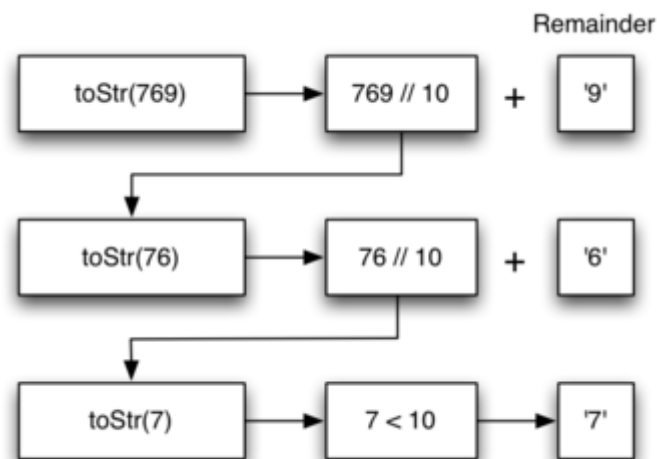 Remainder
toStr(769) 769 // 10 + '9'
toStr(76) 76 // 10 + '6'
toStr(7) 7 < 10 '7'